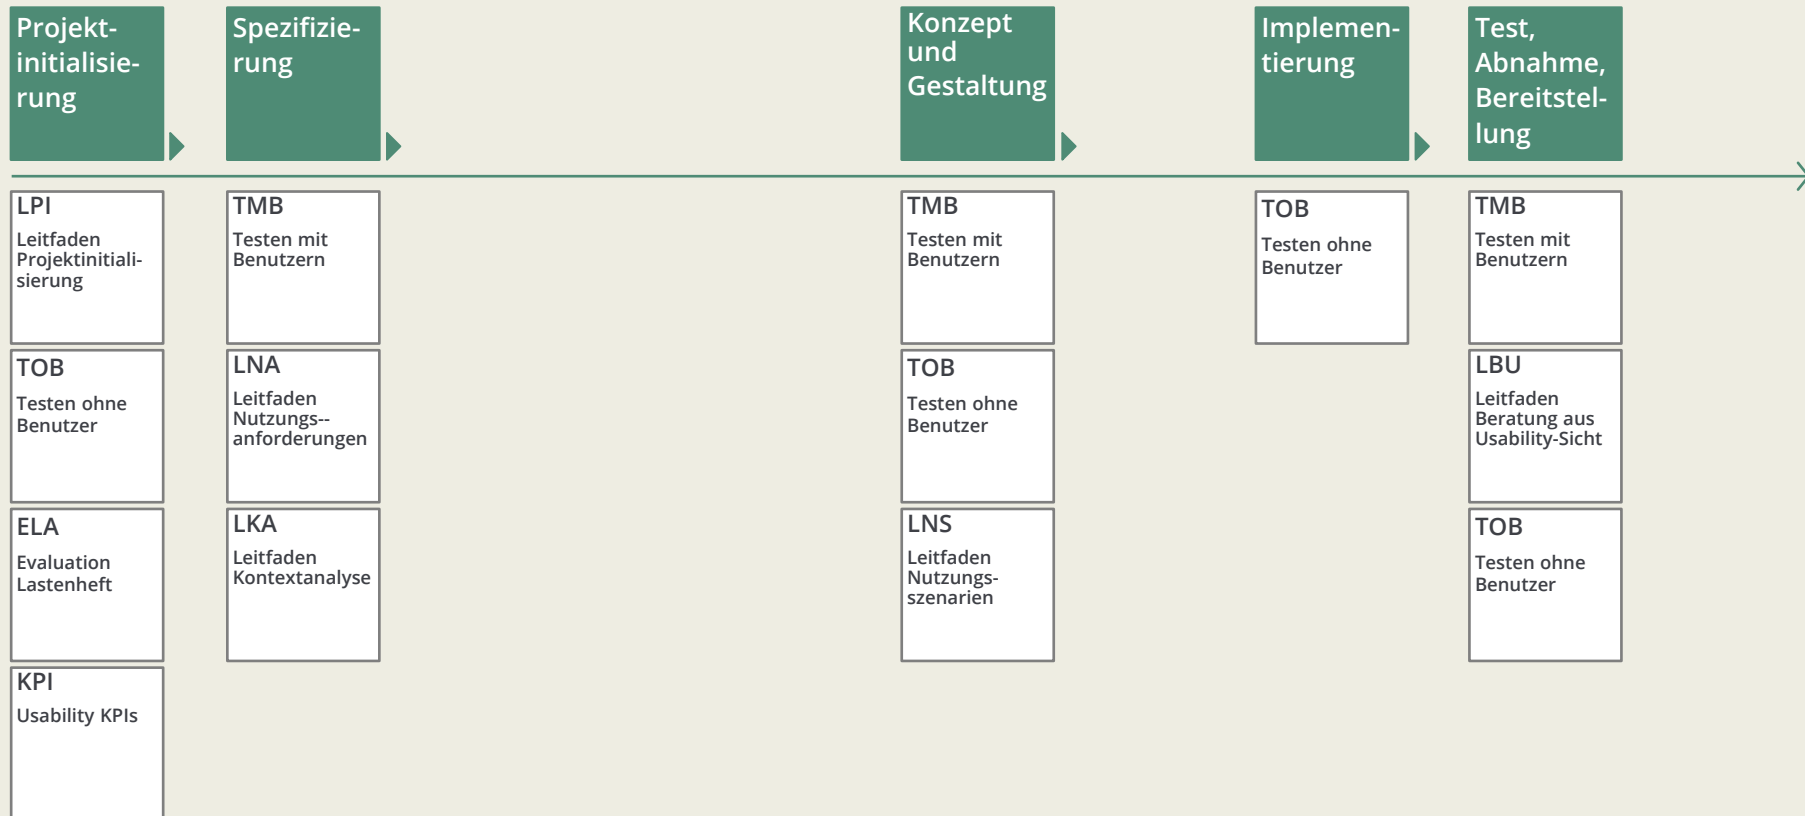 Projekt-
initialisie-
rung
Spezifizie-
rung
Konzept
und
Gestaltung
Implemen-
tierung
Test,
Abnahme,
Bereitstel-
lung
LPI
Leitfaden
Projektinitiali-
sierung
TOB
Testen ohne
Benutzer
ELA
Evaluation
Lastenheft
KPI
Usability KPIs
TMB
Testen mit
Benutzern
LNA
Leitfaden
Nutzungs--
anforderungen
LKA
Leitfaden
Kontextanalyse
TMB
Testen mit
Benutzern
TOB
Testen ohne
Benutzer
LNS
Leitfaden
Nutzungs-
szenarien
TOB
Testen ohne
Benutzer
TMB
Testen mit
Benutzern
LBU
Leitfaden
Beratung aus
Usability-Sicht
TOB
Testen ohne
Benutzer